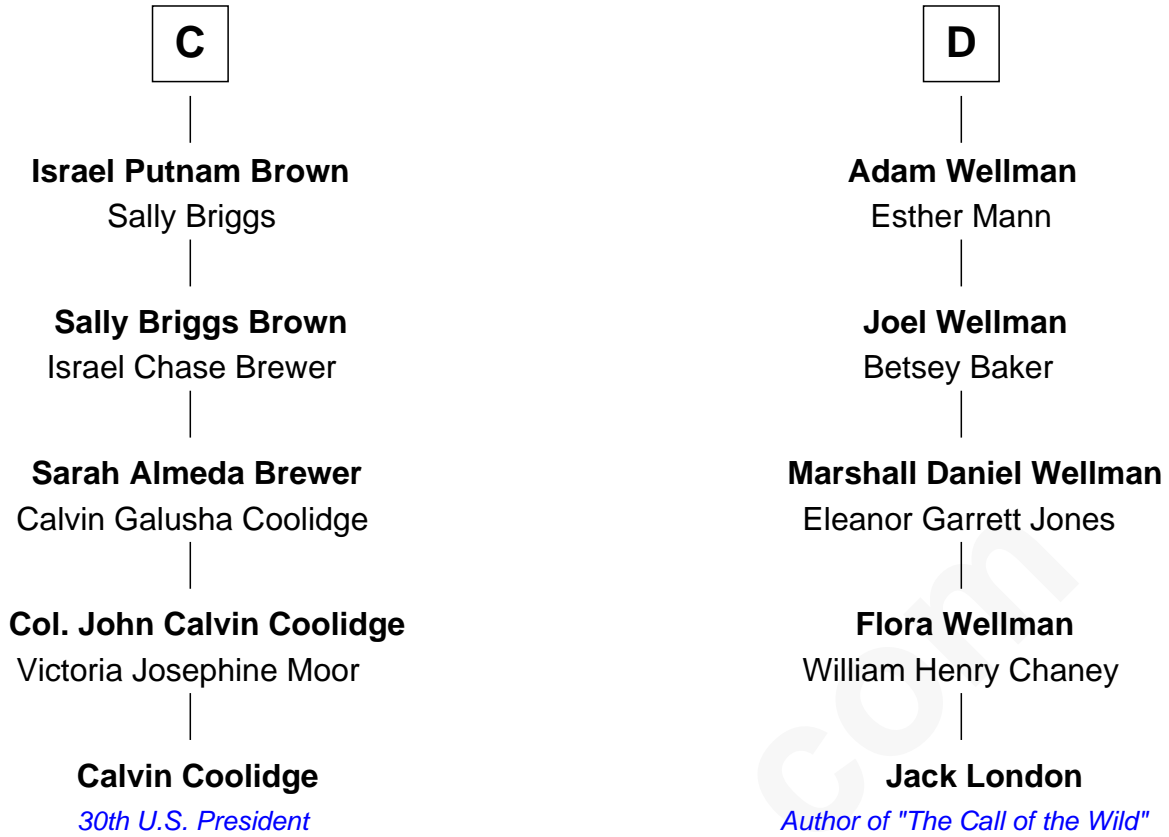 C
Israel Putnam Brown
Sally Briggs
Sally Briggs Brown
Israel Chase Brewer
Sarah Almeda Brewer
Calvin Galusha Coolidge
Col. John Calvin Coolidge
Victoria Josephine Moor
Calvin Coolidge
30th U.S. President
D
Adam Wellman
Esther Mann
Joel Wellman
Betsey Baker
Marshall Daniel Wellman
Eleanor Garrett Jones
Flora Wellman
William Henry Chaney
Jack London
Author of "The Call of the Wild"
com